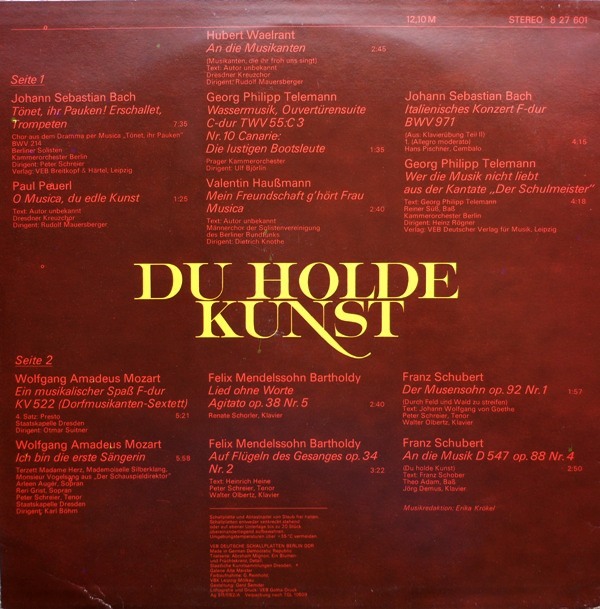 12,10 M
STEREO 8 27 601
Seite 1
Johann Sebastian Bach
Tönet, ihr Pauken! Erschallet,
Trompeten 7:35
Chor aus dem Dramma per Musica „Tönet, ihr Pauken“
BWV 214
Berliner Solisten
Kammerorchester Berlin
Dirigent: Peter Schreier
Verlag: VEB Breitkopf & Härtel, Leipzig
Paul Peuerl
O Musica, du edle Kunst 1:25
Text: Autor unbekannt
Dresdner Kreuzchor
Dirigent: Rudolf Mauersberger
Hubert Waelrant
An die Musikanten 2:45
(Musikanten, die ihr froh uns singt)
Text: Autor unbekannt
Dresdner Kreuzchor
Dirigent: Rudolf Mauersberger
Georg Philipp Telemann
Wassermusik, Ouvertürensuite
C-dur TWV 55:C 3
Nr. 10 Canarie:
Die lustigen Bootsleute 1:35
Prager Kammerorchester
Dirigent: Ulf Björlin
Valentin Haußmann
Mein Freundschaft g'hört Frau
Musica 2:40
Text: Autor unbekannt
Männerchor der Solistenvereinigung
des Berliner Rundfunks
Dirigent: Dietrich Knothe
Johann Sebastian Bach
Italienisches Konzert F-dur
BWV 971
(Aus: Klavierübung Teil II)
1. (Allegro moderato) 4:15
Hans Pischner, Cembalo
Georg Philipp Telemann
Wer die Musik nicht liebt
aus der Kantate „Der Schulmeister“
Text: Georg Philipp Telemann 4:18
Reiner Süß, Baß
Kammerorchester Berlin
Dirigent: Heinz Rögner
Verlag: VEB Deutscher Verlag für Musik, Leipzig
DU HOLDE
KUNST
Seite 2
Wolfgang Amadeus Mozart
Ein musikalischer Spaß F-dur
KV 522 (Dorfmusikanten-Sextett)
4. Satz: Presto 5:21
Staatskapelle Dresden
Dirigent: Otmar Suitner
Wolfgang Amadeus Mozart
Ich bin die erste Sängerin 5:58
Terzett Madame Herz, Mademoiselle Silberklang,
Monsieur Vogelsang aus „Der Schauspieldirektor“
Arleen Augér, Sopran
Reri Grist, Sopran
Peter Schreier, Tenor
Staatskapelle Dresden
Dirigent: Karl Böhm
Felix Mendelssohn Bartholdy
Lied ohne Worte
Agitato op. 38 Nr. 5 2:40
Renate Schorler, Klavier
Felix Mendelssohn Bartholdy
Auf Flügeln des Gesanges op. 34
Nr. 2 3:22
Text: Heinrich Heine
Peter Schreier, Tenor
Walter Olbertz, Klavier
Franz Schubert
Der Musensohn op. 92 Nr. 1 1:57
(Durch Feld und Wald zu streifen)
Text: Johann Wolfgang von Goethe
Peter Schreier, Tenor
Walter Olbertz, Klavier
Franz Schubert
An die Musik D 547 op. 88 Nr. 4
(Du holde Kunst) 2:50
Text: Franz Schober
Theo Adam, Baß
Jörg Demus, Klavier
Musikredaktion: Erika Krökel
VEB DEUTSCHE SCHALLPLATTEN BERLIN DDR
Made in German Democratic Republic